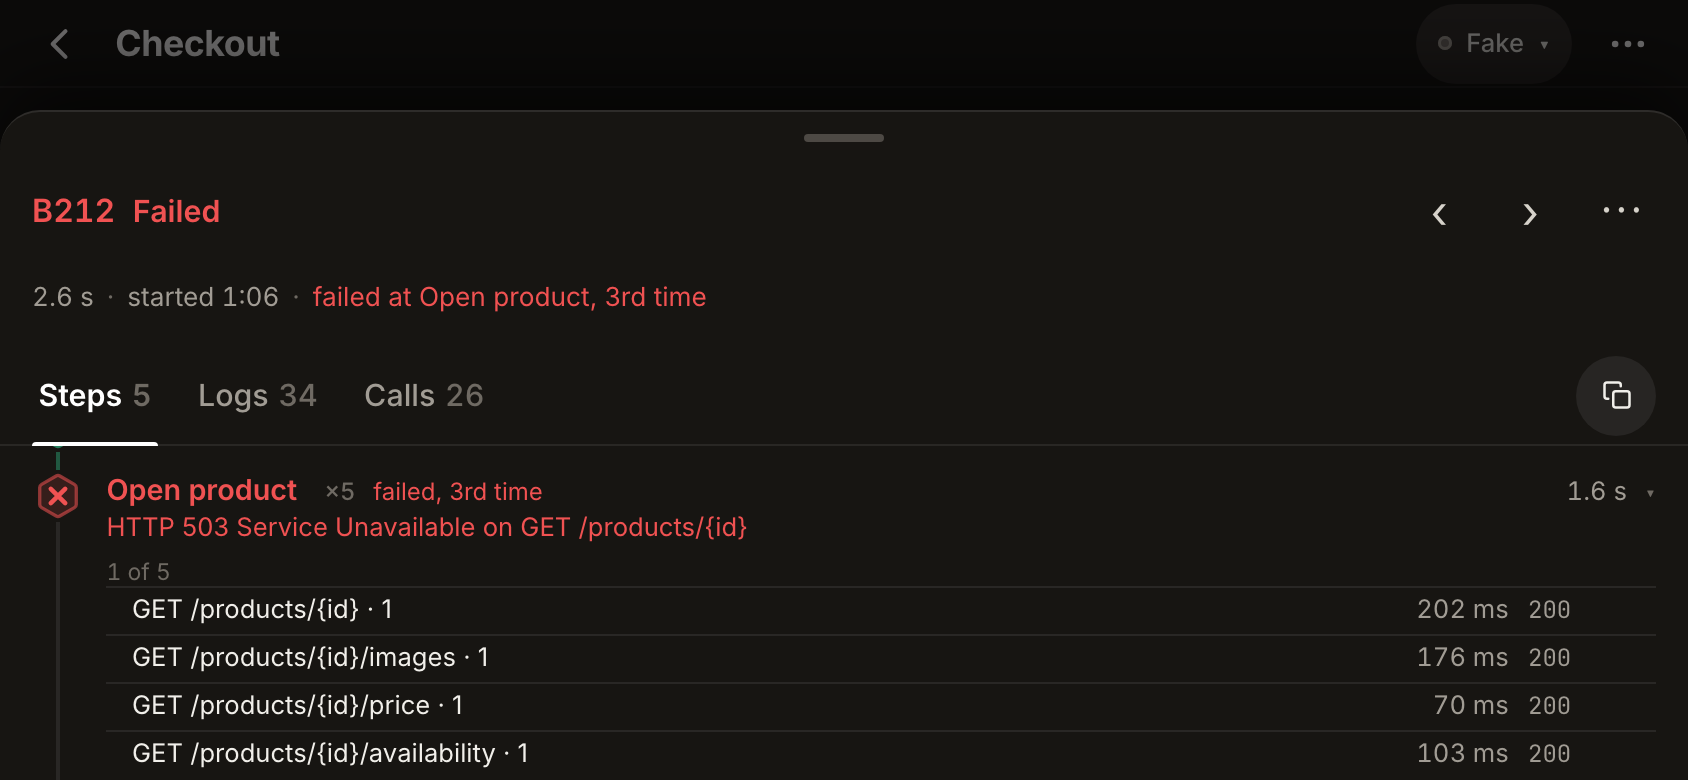 Checkout
Fake
B212 Failed
2.6 s · started 1:06 · failed at Open product, 3rd time
Steps 5 Logs 34 Calls 26
Open product ×5 failed, 3rd time 1.6 s
HTTP 503 Service Unavailable on GET /products/{id}
1 of 5
GET /products/{id} · 1 202 ms 200
GET /products/{id}/images · 1 176 ms 200
GET /products/{id}/price · 1 70 ms 200
GET /products/{id}/availability · 1 103 ms 200